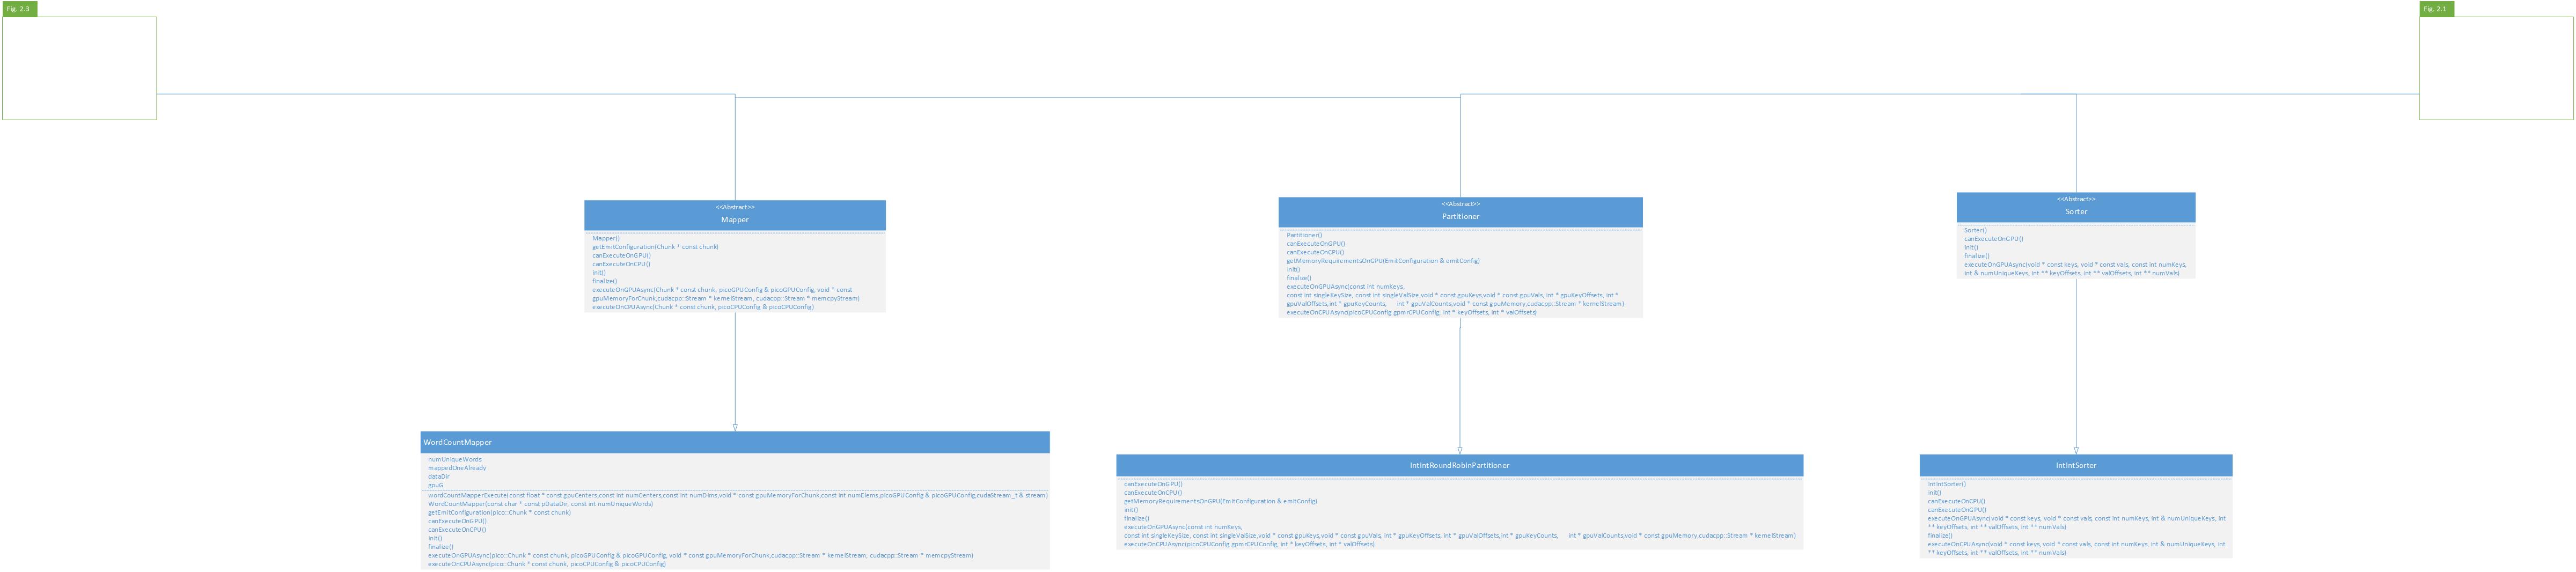 Fig. 2.3
Fig. 2.1
<<Abstract>>
Mapper
Mapper()
getEmitConfiguration(Chunk * const chunk)
canExecuteOnGPU()
canExecuteOnCPU()
init()
finalize()
executeOnGPUAsync(Chunk * const chunk, picoGPUConfig & picoGPUConfig, void * const
gpuMemoryForChunk,cudacpp::Stream * kernelStream, cudacpp::Stream * memcpyStream)
executeOnCPUAsync(Chunk * const chunk, picoCPUConfig & picoCPUConfig)
<<Abstract>>
Partitioner
Partitioner()
canExecuteOnGPU()
canExecuteOnCPU()
getMemoryRequirementsOnGPU(EmitConfiguration & emitConfig)
init()
finalize()
executeOnGPUAsync(const int numKeys,
const int singleKeySize, const int singleValSize,void * const gpuKeys,void * const gpuVals, int * gpuKeyOffsets, int *
gpuValOffsets,int * gpuKeyCounts, int * gpuValCounts,void * const gpuMemory,cudacpp::Stream * kernelStream)
executeOnCPUAsync(picoCPUConfig gpmrCPUConfig, int * keyOffsets, int * valOffsets)
<<Abstract>>
Sorter
Sorter()
canExecuteOnGPU()
init()
finalize()
executeOnGPUAsync(void * const keys, void * const vals, const int numKeys,
int & numUniqueKeys, int ** keyOffsets, int ** valOffsets, int ** numVals)
WordCountMapper
numUniqueWords
mappedOneAlready
dataDir
gpuG
wordCountMapperExecute(const float * const gpuCenters,const int numCenters,const int numDims,void * const gpuMemoryForChunk,const int numElems,picoGPUConfig & picoGPUConfig,cudaStream_t & stream)
WordCountMapper(const char * const pDataDir, const int numUniqueWords)
getEmitConfiguration(pico::Chunk * const chunk)
canExecuteOnGPU()
canExecuteOnCPU()
init()
finalize()
executeOnGPUAsync(pico::Chunk * const chunk, picoGPUConfig & picoGPUConfig, void * const gpuMemoryForChunk,cudacpp::Stream * kernelStream, cudacpp::Stream * memcpyStream)
executeOnCPUAsync(pico::Chunk * const chunk, picoCPUConfig & picoCPUConfig)
IntIntRoundRobinPartitioner
canExecuteOnGPU()
canExecuteOnCPU()
getMemoryRequirementsOnGPU(EmitConfiguration & emitConfig)
init()
finalize()
executeOnGPUAsync(const int numKeys,
const int singleKeySize, const int singleValSize,void * const gpuKeys,void * const gpuVals, int * gpuKeyOffsets, int * gpuValOffsets,int * gpuKeyCounts, int * gpuValCounts,void * const gpuMemory,cudacpp::Stream * kernelStream)
executeOnCPUAsync(picoCPUConfig gpmrCPUConfig, int * keyOffsets, int * valOffsets)
IntIntSorter
IntIntSorter()
init()
canExecuteOnCPU()
canExecuteOnGPU()
executeOnGPUAsync(void * const keys, void * const vals, const int numKeys, int & numUniqueKeys, int
** keyOffsets, int ** valOffsets, int ** numVals)
finalize()
executeOnCPUAsync(void * const keys, void * const vals, const int numKeys, int & numUniqueKeys, int
** keyOffsets, int ** valOffsets, int ** numVals)